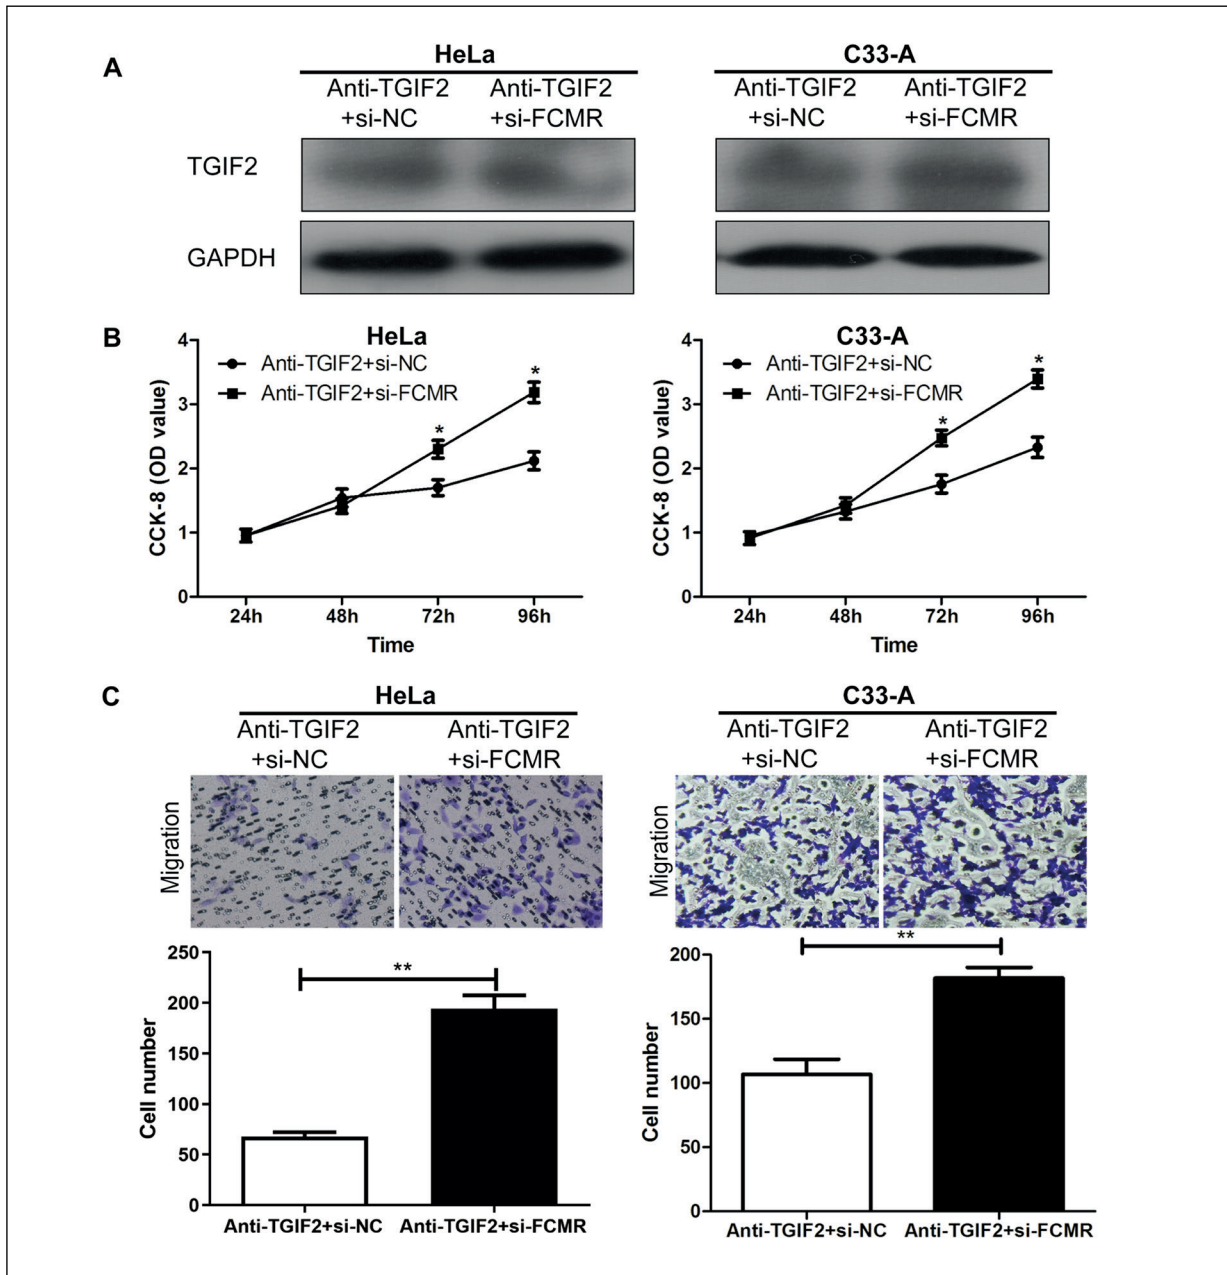 A
HeLa
C33-A
Anti-TGIF2 Anti-TGIF2
+si-NC +si-FCMR
Anti-TGIF2 Anti-TGIF2
+si-NC +si-FCMR
TGIF2
GAPDH
B
HeLa
Anti-TGIF2+si-NC
Anti-TGIF2+si-FCMR
CCK-8 (OD value)
4
3
2
1
0
*
*
24h 48h 72h 96h
Time
C33-A
Anti-TGIF2+si-NC
Anti-TGIF2+si-FCMR
CCK-8 (OD value)
4
3
2
1
0
*
*
24h 48h 72h 96h
Time
C
HeLa
Anti-TGIF2 Anti-TGIF2
+si-NC +si-FCMR
Migration
C33-A
Anti-TGIF2 Anti-TGIF2
+si-NC +si-FCMR
Migration
Cell number
250
200
150
100
50
0
**
Anti-TGIF2+si-NC Anti-TGIF2+si-FCMR
Cell number
200
150
100
50
0
**
Anti-TGIF2+si-NC Anti-TGIF2+si-FCMR